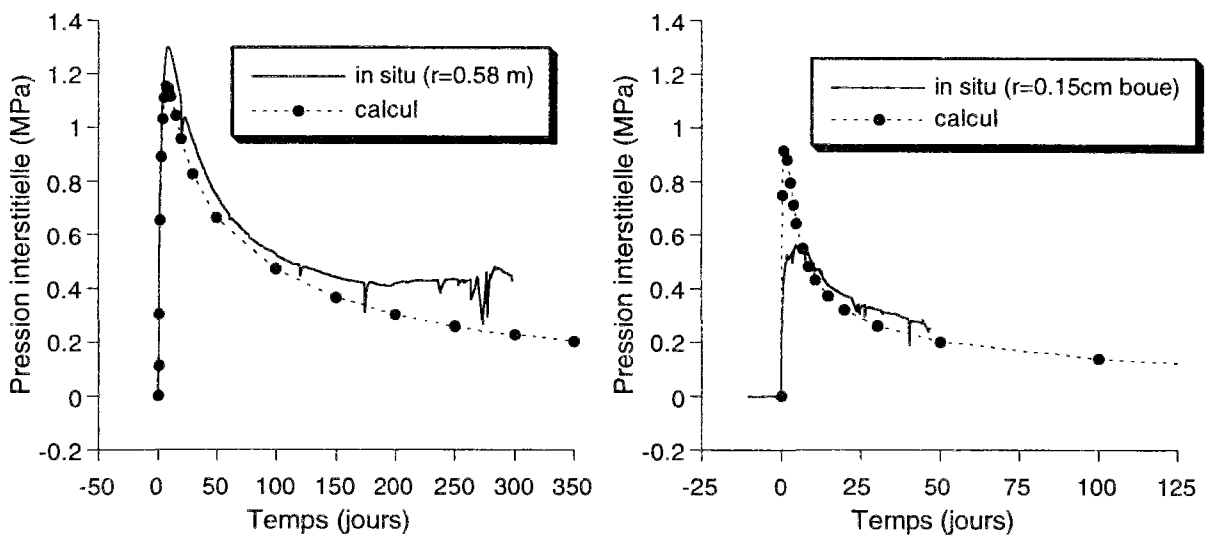 1.4
1.2
1
0.8
0.6
0.4
0.2
0
-0.2
Pression interstitielle (MPa)
in situ (r=0.58 m)
calcul
-50 0 50 100 150 200 250 300 350
Temps (jours)
1.4
1.2
1
0.8
0.6
0.4
0.2
0
-0.2
Pression interstitielle (MPa)
in situ (r=0.15cm boue)
calcul
-25 0 25 50 75 100 125
Temps (jours)